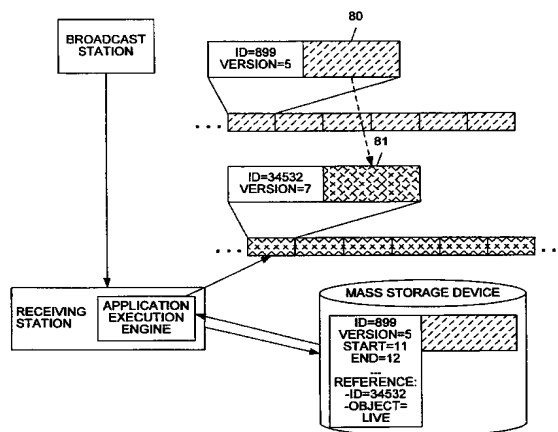 80
BROADCAST
STATION
ID=899
VERSION=5
. . .
81
ID=34532
VERSION=7
. . .
. . .
RECEIVING
STATION
APPLICATION
EXECUTION
ENGINE
MASS STORAGE DEVICE
ID=899
VERSION=5
START=11
END=12
...
REFERENCE:
-ID=34532
-OBJECT=
LIVE